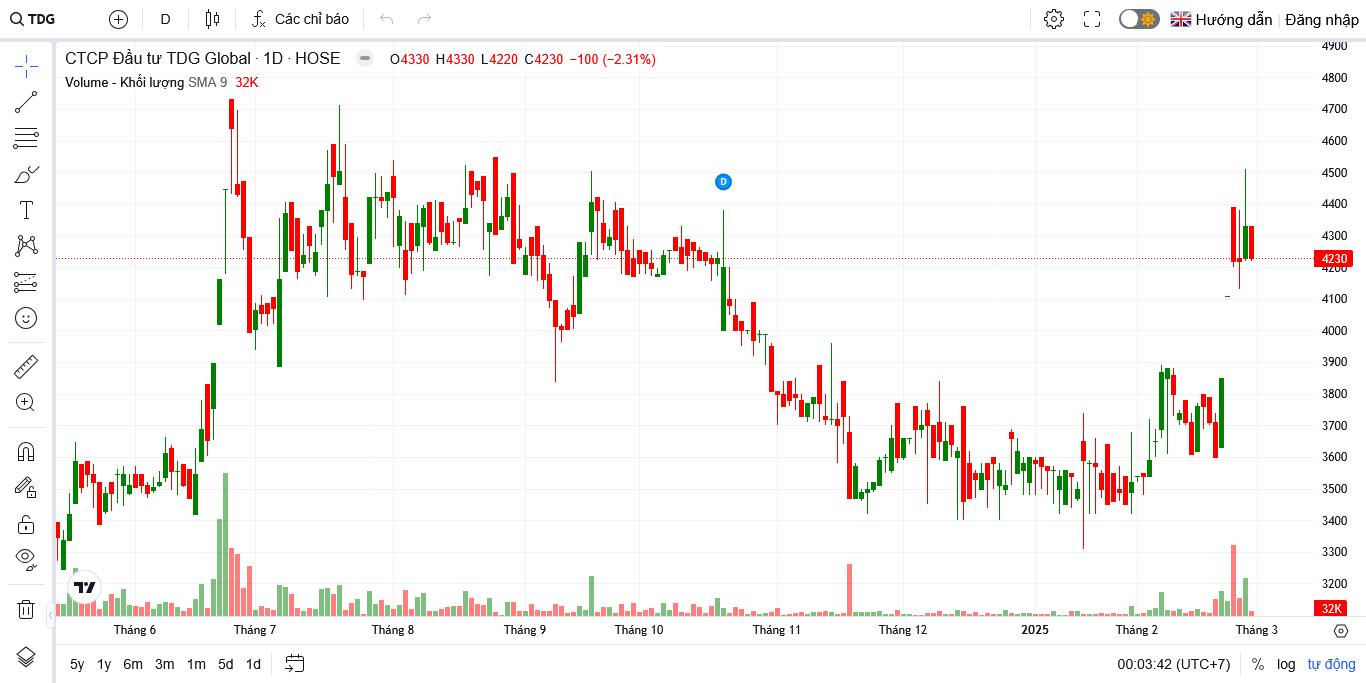 TDG D Các chỉ báo Hướng dẫn Đăng nhập
CTCP Đầu tư TDG Global · 1D · HOSE O4330 H4330 L4220 C4230 −100 (−2.31%)
Volume - Khối lượng SMA 9 32K
4900
4800
4700
4600
4500
D
4400
4300
4230
4200
4100
4000
3900
3800
3700
3600
3500
3400
3300
3200
32K
Tháng 6 Tháng 7 Tháng 8 Tháng 9 Tháng 10 Tháng 11 Tháng 12 2025 Tháng 2 Tháng 3
5y 1y 6m 3m 1m 5d 1d 00:03:42 (UTC+7) % log tự động